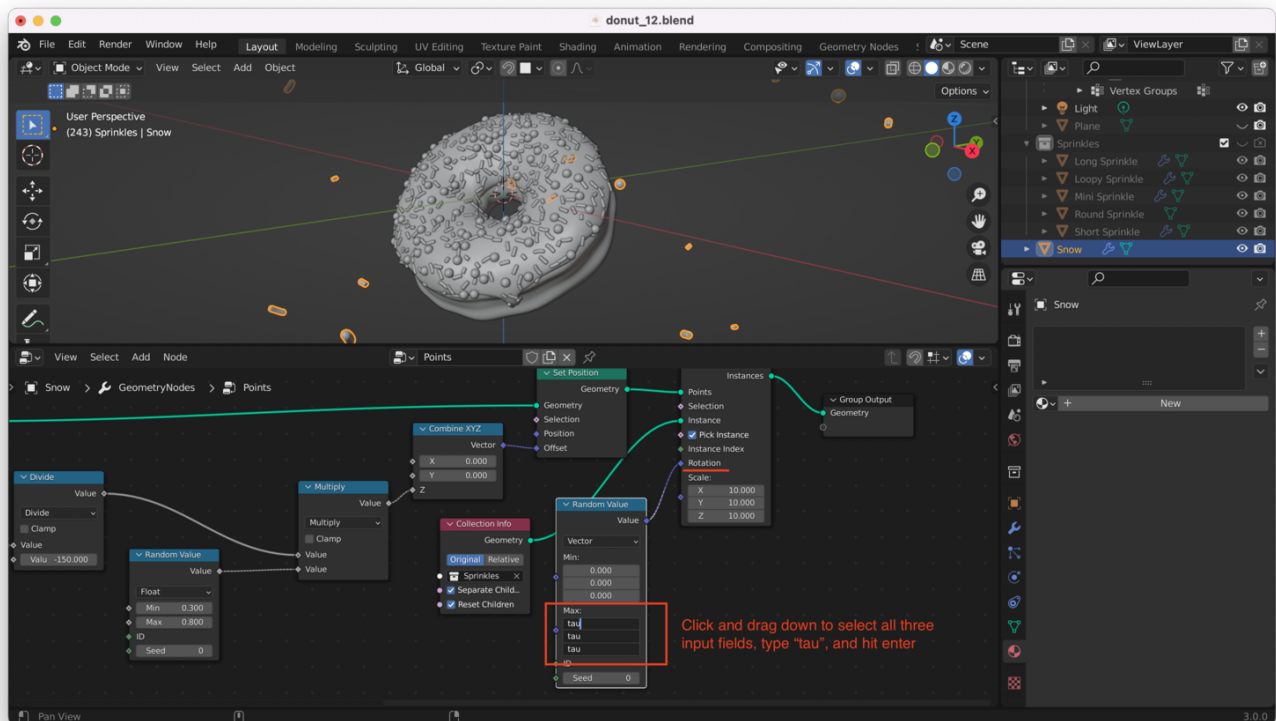 donut_12.blend
File Edit Render Window Help Layout Modeling Sculpting UV Editing Texture Paint Shading Animation Rendering Compositing Geometry Nodes Scene ViewLayer
Object Mode View Select Add Object Global
Options
User Perspective
(243) Sprinkles | Snow
Z
Y
X
Vertex Groups
Light
Plane
Sprinkles
Long Sprinkle
Loopy Sprinkle
Mini Sprinkle
Round Sprinkle
Short Sprinkle
Snow
Snow
New
View Select Add Node Points
Snow > GeometryNodes > Points
Divide
Value
Divide
Clamp
Value
Valu -150.000
Random Value
Value
Float
Min 0.300
Max 0.800
ID
Seed 0
Multiply
Value
Multiply
Clamp
Value
Value
Combine XYZ
Vector
X 0.000
Y 0.000
Z
Collection Info
Geometry
Original Relative
Sprinkles
Separate Child..
Reset Children
Set Position
Geometry
Geometry
Selection
Position
Offset
Random Value
Value
Vector
Min:
0.000
0.000
0.000
Max:
tau
tau
tau
ID
Seed 0
Instances
Points
Selection
Instance
Pick Instance
Instance Index
Rotation
Scale:
X 10.000
Y 10.000
Z 10.000
Group Output
Geometry
Click and drag down to select all three
input fields, type “tau”, and hit enter
Pan View
3.0.0